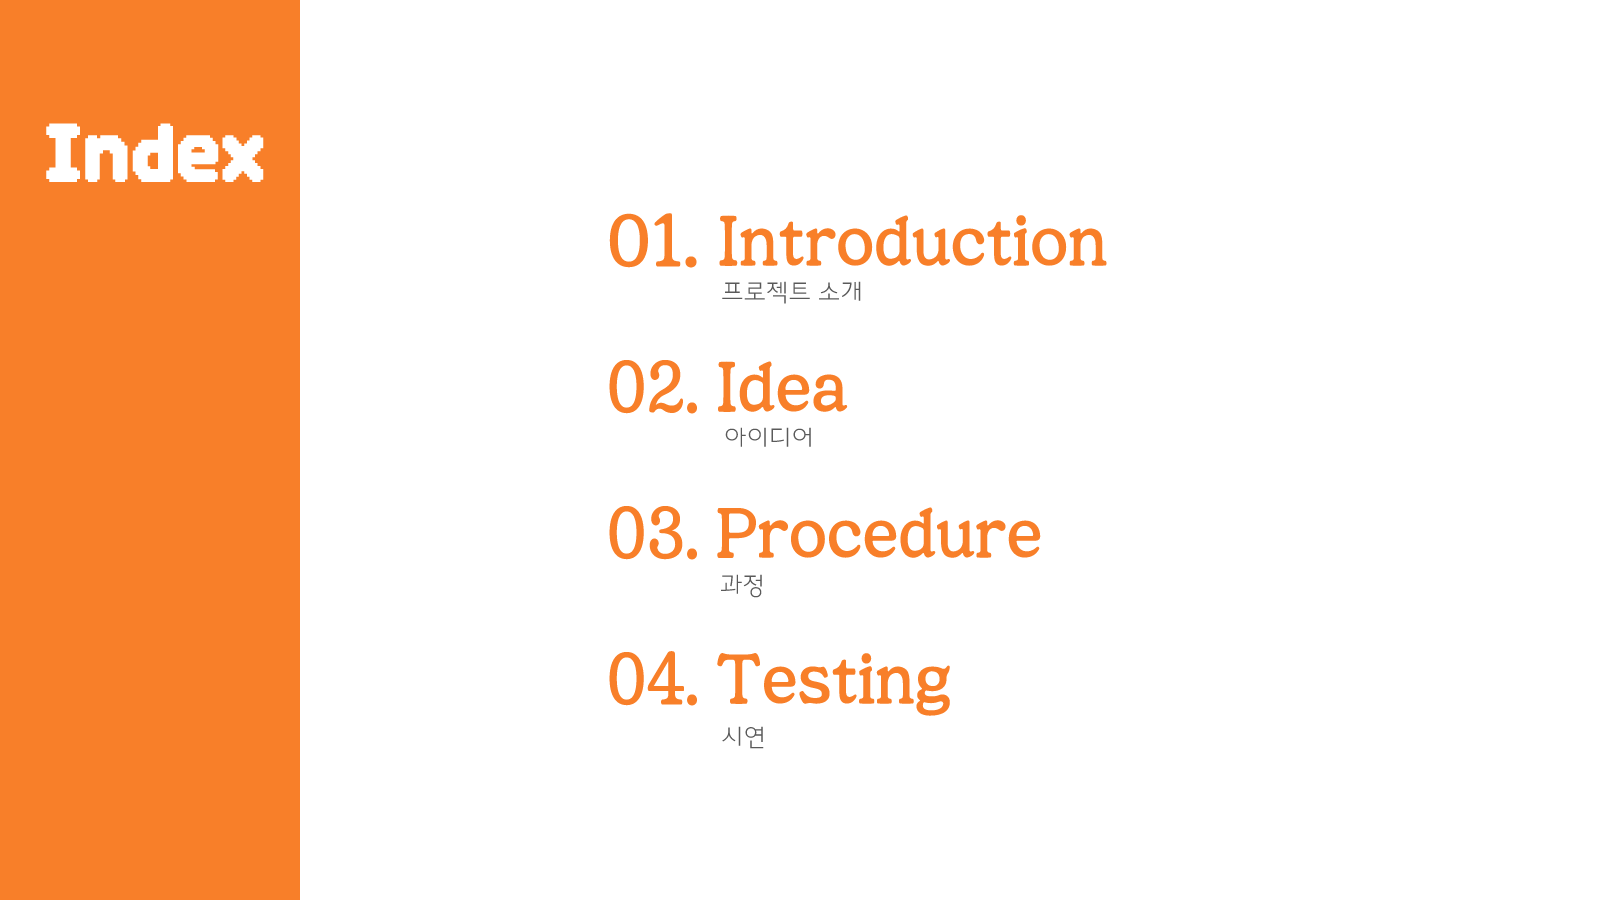 Index
01. Introduction
프로젝트 소개
02. Idea
아이디어
03. Procedure
과정
04. Testing
시연